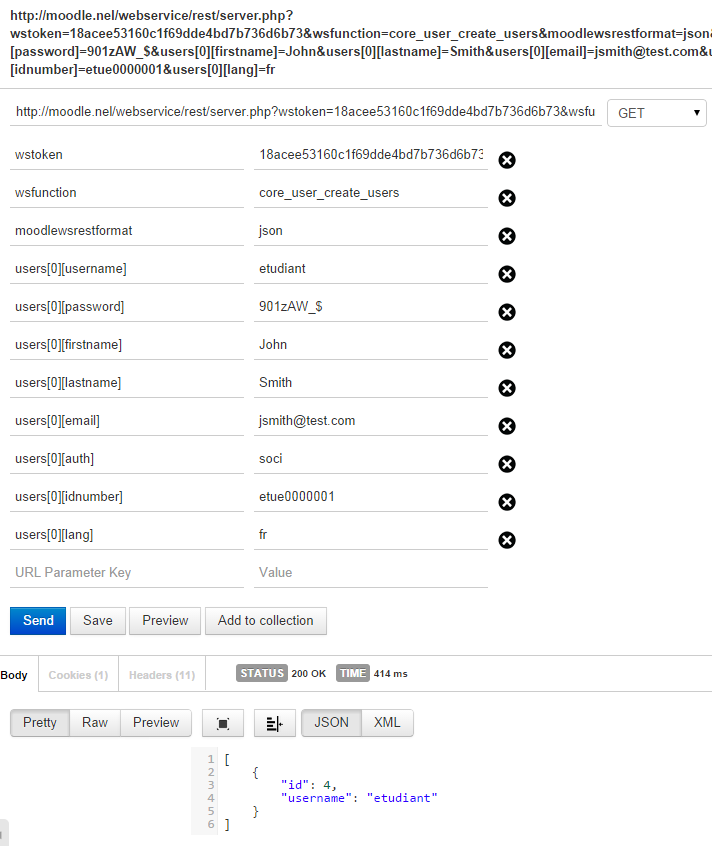 http://moodle.nel/webservice/rest/server.php?
wstoken=18acee53160c1f69dde4bd7b736d6b73&wsfunction=core_user_create_users&moodlewsrestformat=json&
[password]=901zAW_$&users[0][firstname]=John&users[0][lastname]=Smith&users[0][email]=jsmith@test.com&u
[idnumber]=etue0000001&users[0][lang]=fr
http://moodle.nel/webservice/rest/server.php?wstoken=18acee53160c1f69dde4bd7b736d6b73&wsfu GET
wstoken 18acee53160c1f69dde4bd7b736d6b73
wsfunction core_user_create_users
moodlewsrestformat json
users[0][username] etudiant
users[0][password] 901zAW_$
users[0][firstname] John
users[0][lastname] Smith
users[0][email] jsmith@test.com
users[0][auth] soci
users[0][idnumber] etue0000001
users[0][lang] fr
URL Parameter Key Value
Send Save Preview Add to collection
Body Cookies (1) Headers (11) STATUS 200 OK TIME 414 ms
Pretty Raw Preview JSON XML
1 [
2 {
3 "id": 4,
4 "username": "etudiant"
5 }
6 ]